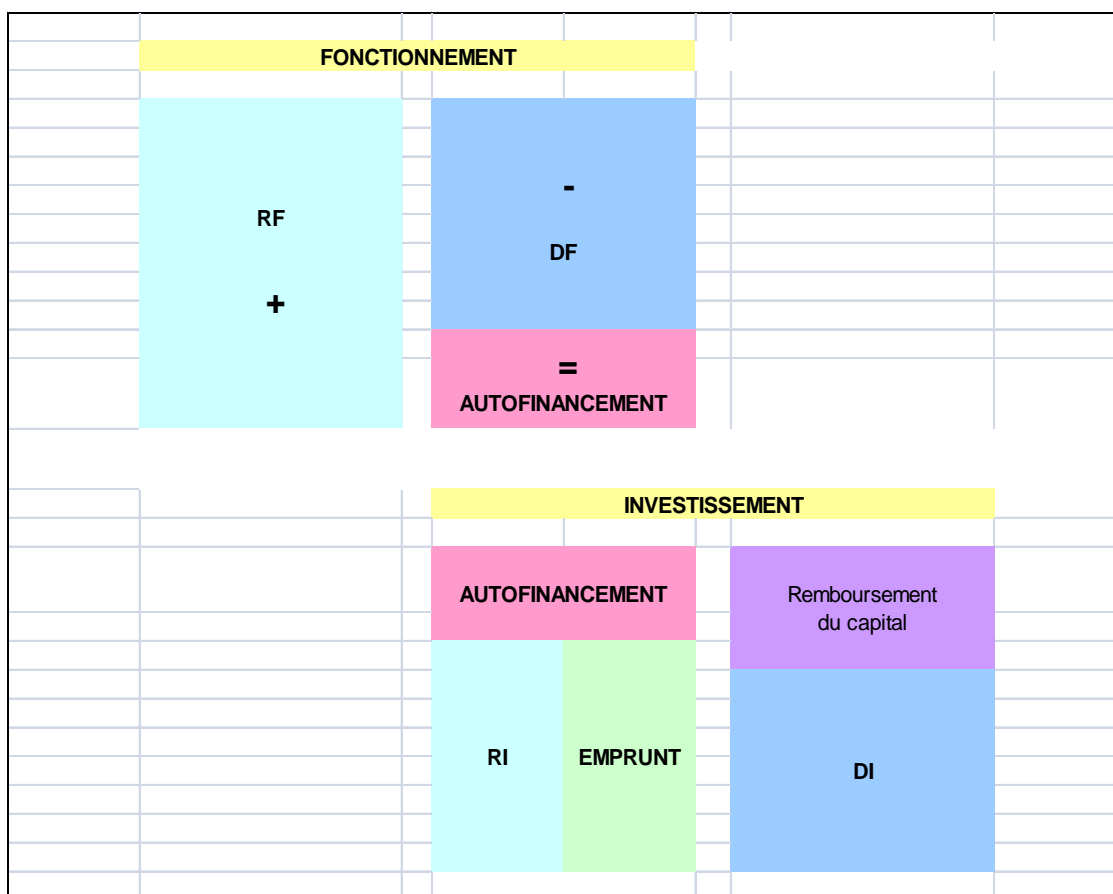 FONCTIONNEMENT
RF
+
-
DF
=
AUTOFINANCEMENT
INVESTISSEMENT
AUTOFINANCEMENT
Remboursement
du capital
RI
EMPRUNT
DI